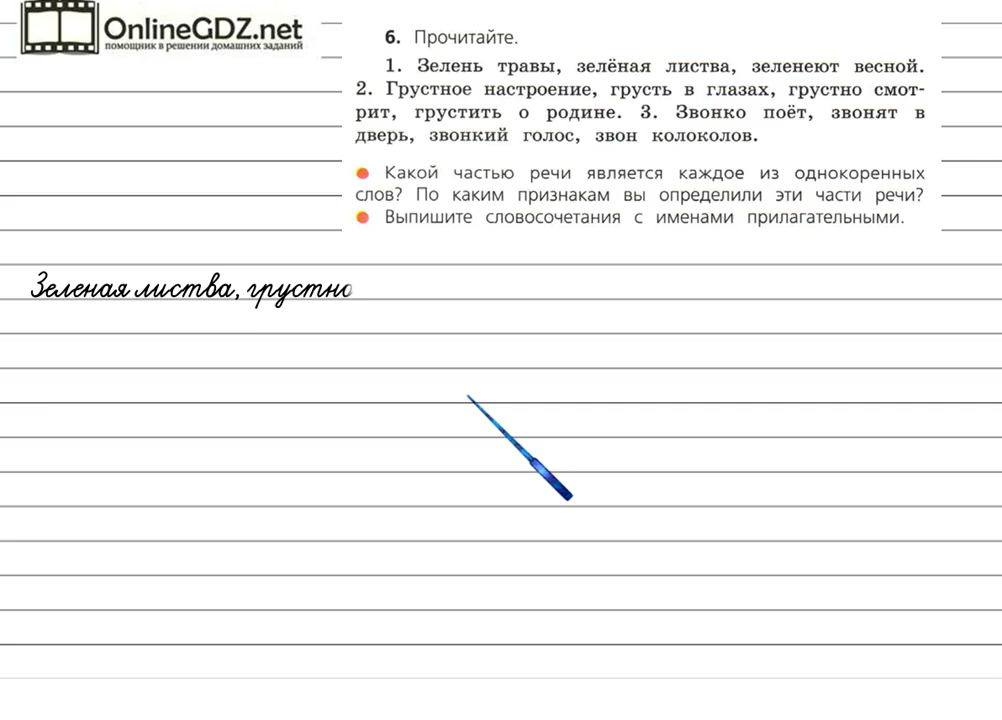 OnlineGDZ.net
помощник в решении домашних заданий
6. Прочитайте.
1. Зелень травы, зелёная листва, зеленеют весной.
2. Грустное настроение, грусть в глазах, грустно смот-
рит, грустить о родине. 3. Звонко поёт, звонят в
дверь, звонкий голос, звон колоколов.
Какой частью речи является каждое из однокоренных
слов? По каким признакам вы определили эти части речи?
Выпишите словосочетания с именами прилагательными.
Зеленая листва, грустно